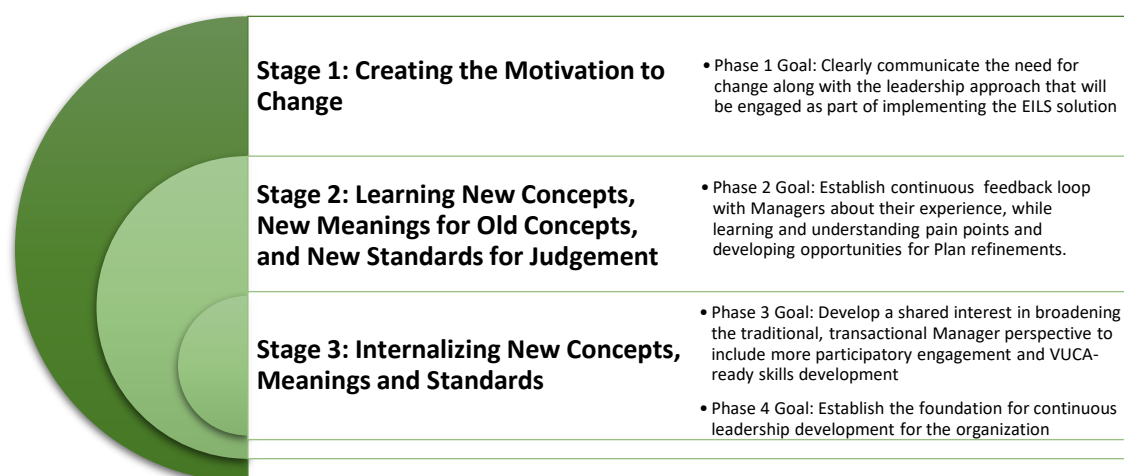 Stage 1: Creating the Motivation to
Change
• Phase 1 Goal: Clearly communicate the need for
change along with the leadership approach that will
be engaged as part of implementing the EILS solution
Stage 2: Learning New Concepts,
New Meanings for Old Concepts,
and New Standards for Judgement
• Phase 2 Goal: Establish continuous feedback loop
with Managers about their experience, while
learning and understanding pain points and
developing opportunities for Plan refinements.
Stage 3: Internalizing New Concepts,
Meanings and Standards
• Phase 3 Goal: Develop a shared interest in broadening
the traditional, transactional Manager perspective to
include more participatory engagement and VUCA-
ready skills development
• Phase 4 Goal: Establish the foundation for continuous
leadership development for the organization